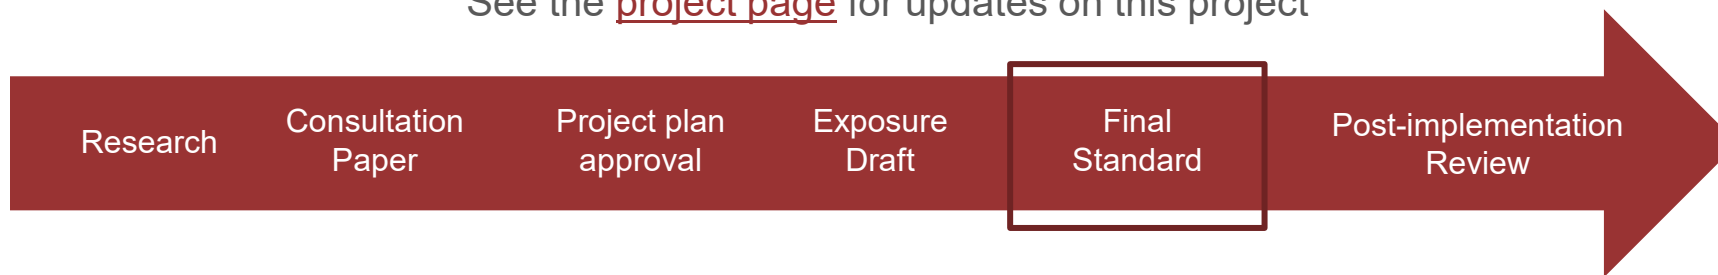 See the project page for updates on this project
Research
Consultation
Paper
Project plan
approval
Exposure
Draft
Final
Standard
Post-implementation
Review